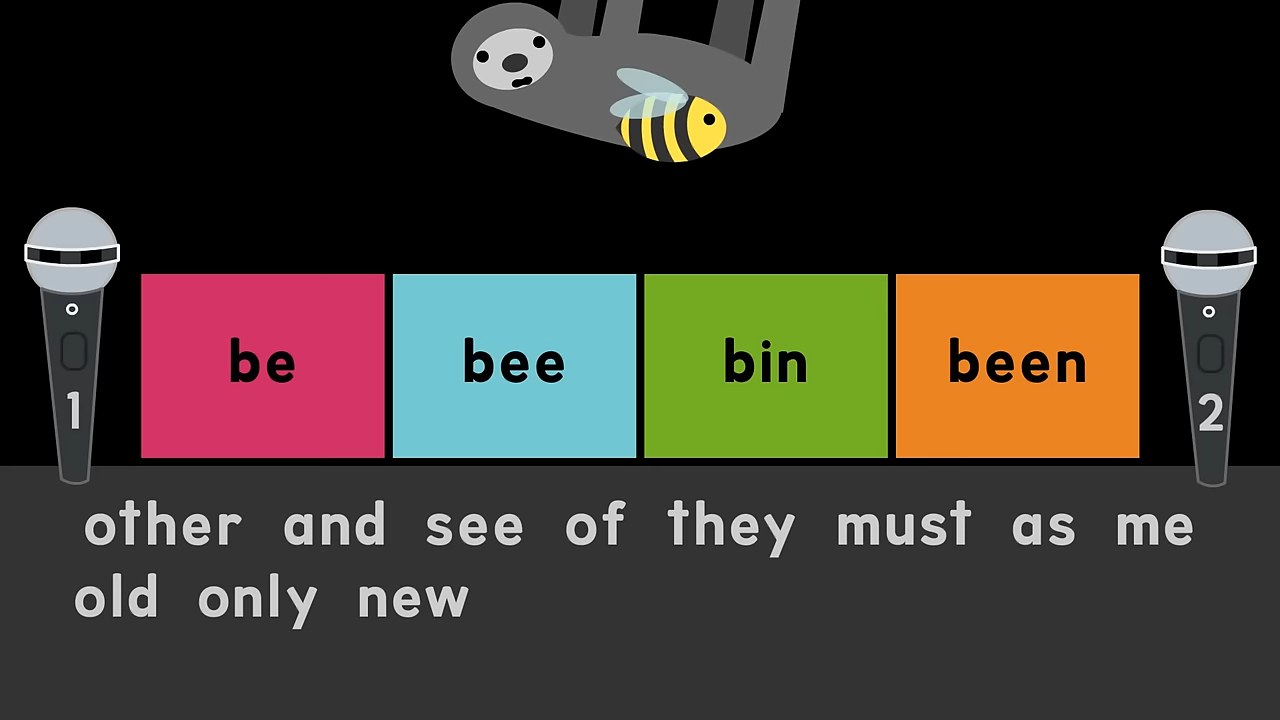 1
be bee bin been
2
other and see of they must as me
old only new